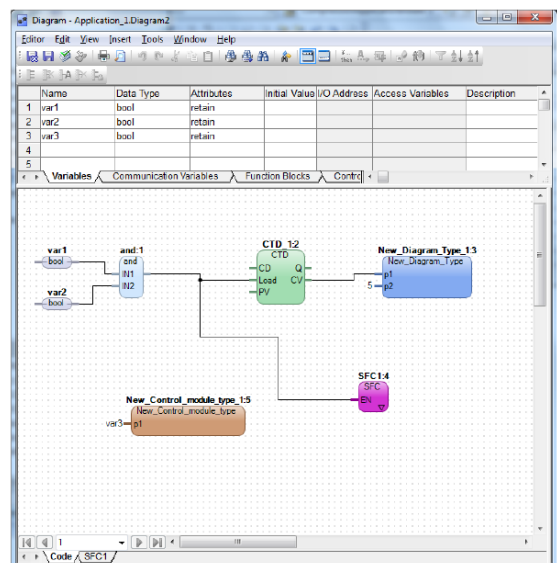 Diagram - Application_1.Diagram2
Editor Edit View Insert Tools Window Help
Name Data Type Attributes Initial Value I/O Address Access Variables Description
1 var1 bool retain
2 var2 bool retain
3 var3 bool retain
4
5
Variables Communication Variables Function Blocks Contro
var1 and:1 CTD_1:2 New_Diagram_Type_1:3
bool and CTD New_Diagram_Type
IN1 CD Q p1
IN2 Load CV 5 p2
var2 PV
bool
SFC1:4
SFC
EN
New_Control_module_type_1:5
New_Control_module_type
var3 p1
1
Code SFC1